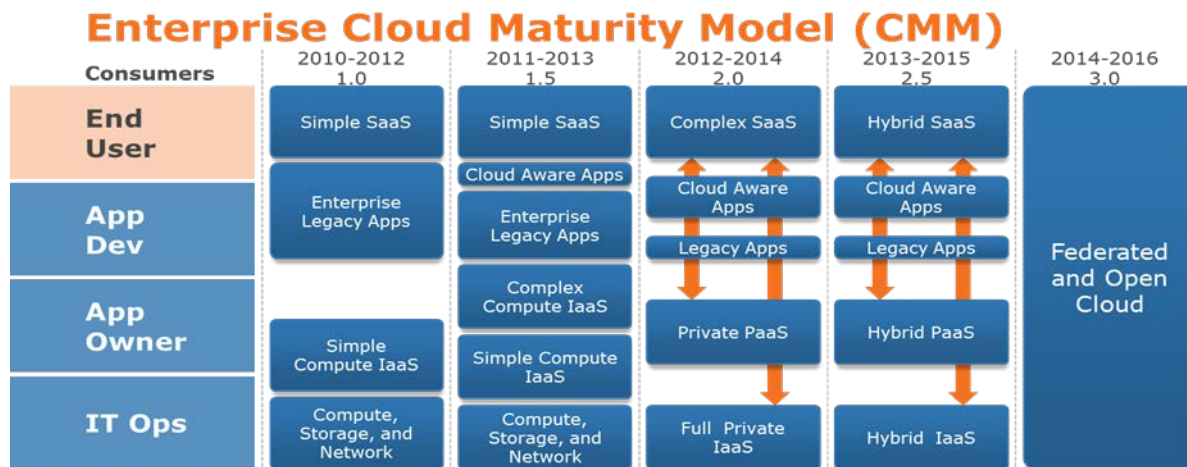 Enterprise Cloud Maturity Model (CMM)
Consumers
2010-2012
1.0
2011-2013
1.5
2012-2014
2.0
2013-2015
2.5
2014-2016
3.0
End
User
App
Dev
App
Owner
IT Ops
Simple SaaS
Enterprise
Legacy Apps
Simple
Compute IaaS
Compute,
Storage, and
Network
Simple SaaS
Cloud Aware Apps
Enterprise
Legacy Apps
Complex
Compute IaaS
Simple Compute
IaaS
Compute,
Storage, and
Network
Complex SaaS
Cloud Aware
Apps
Legacy Apps
Private PaaS
Full Private
IaaS
Hybrid SaaS
Cloud Aware
Apps
Legacy Apps
Hybrid PaaS
Hybrid IaaS
Federated
and Open
Cloud